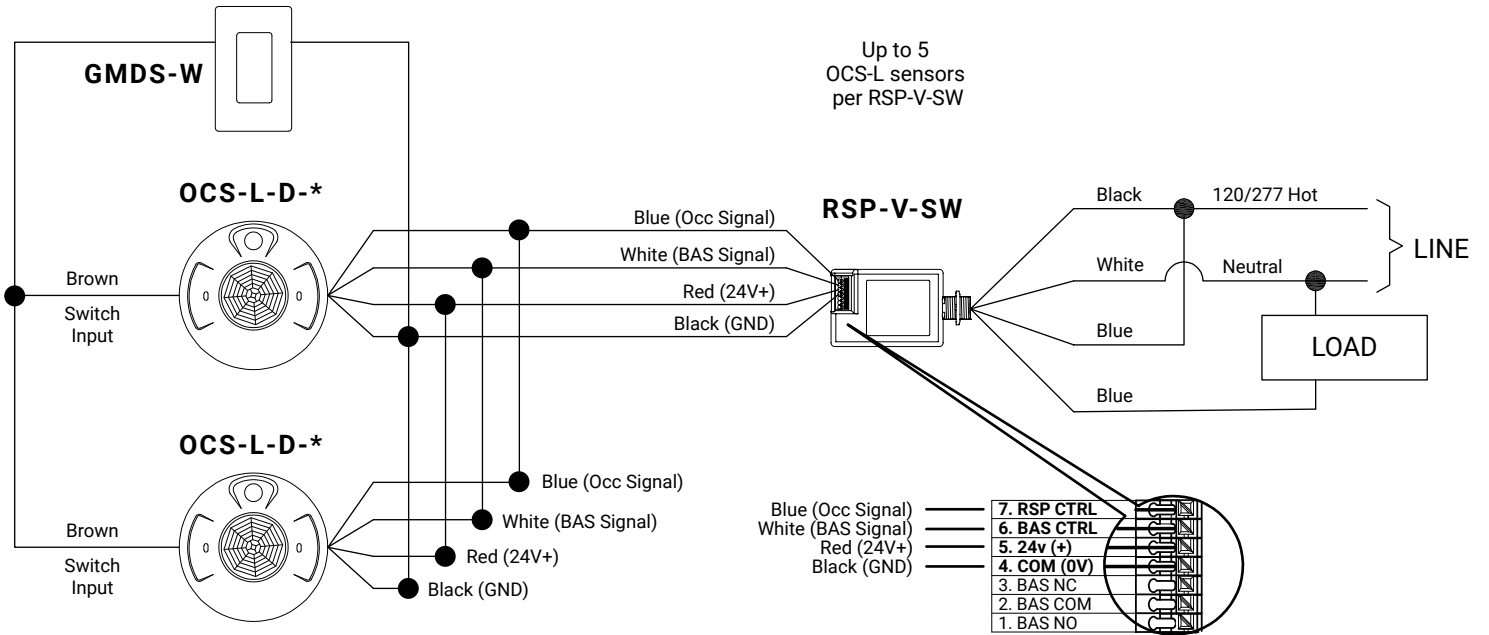 GMDS-W
Up to 5
OCS-L sensors
per RSP-V-SW
OCS-L-D-*
Brown
Switch
Input
Blue (Occ Signal)
White (BAS Signal)
Red (24V+)
Black (GND)
RSP-V-SW
Black
120/277 Hot
White
Neutral
LINE
Blue
LOAD
Blue
OCS-L-D-*
Brown
Switch
Input
Blue (Occ Signal)
White (BAS Signal)
Red (24V+)
Black (GND)
Blue (Occ Signal)
White (BAS Signal)
Red (24V+)
Black (GND)
7. RSP CTRL
6. BAS CTRL
5. 24v (+)
4. COM (0V)
3. BAS NC
2. BAS COM
1. BAS NO